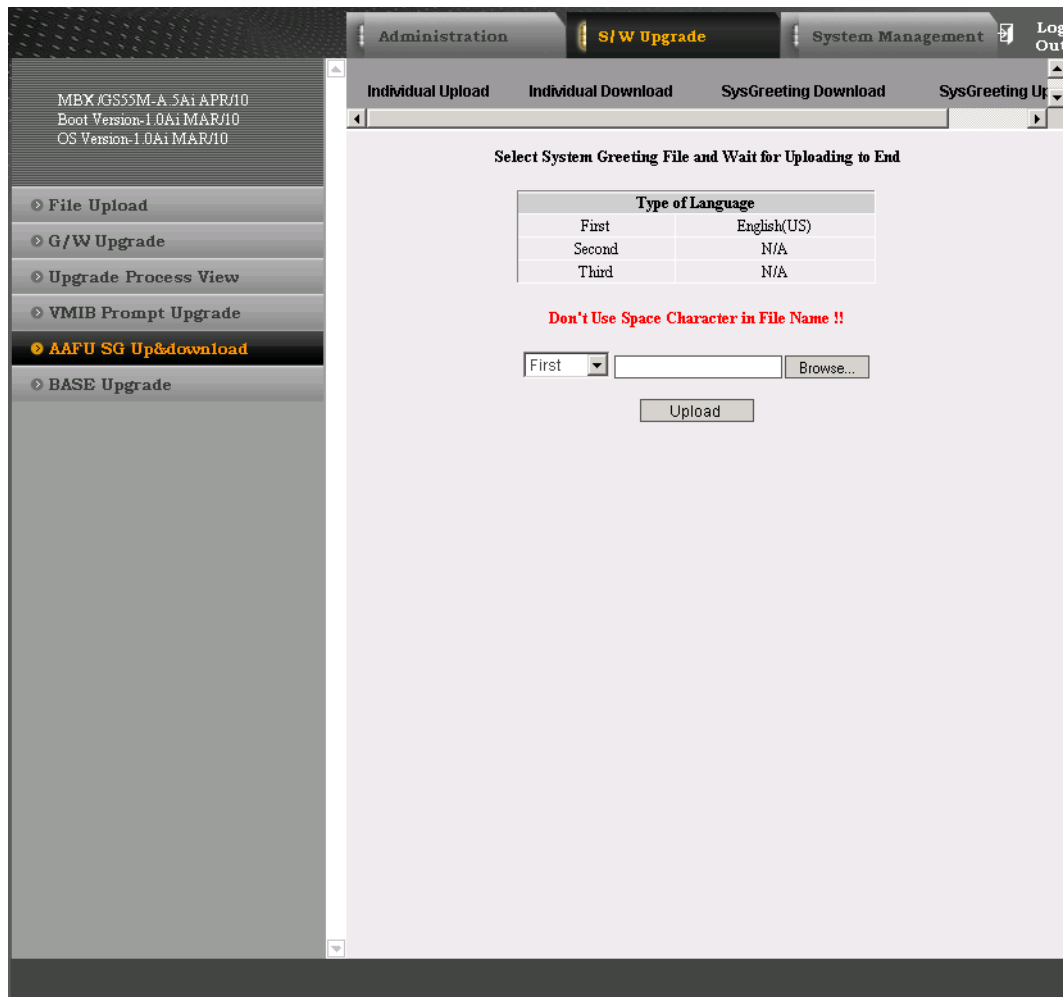 Administration
S/W Upgrade
System Management
Log Out
MBX /GS55M-A.5Ai APR/10
Boot Version-1.0Ai MAR/10
OS Version-1.0Ai MAR/10
File Upload
G/W Upgrade
Upgrade Process View
VMIB Prompt Upgrade
AAFU SG Up&download
BASE Upgrade
Individual Upload
Individual Download
SysGreeting Download
SysGreeting
Select System Greeting File and Wait for Uploading to End
Type of Language
First English(US)
Second N/A
Third N/A
Don't Use Space Character in File Name !!
First
Browse...
Upload